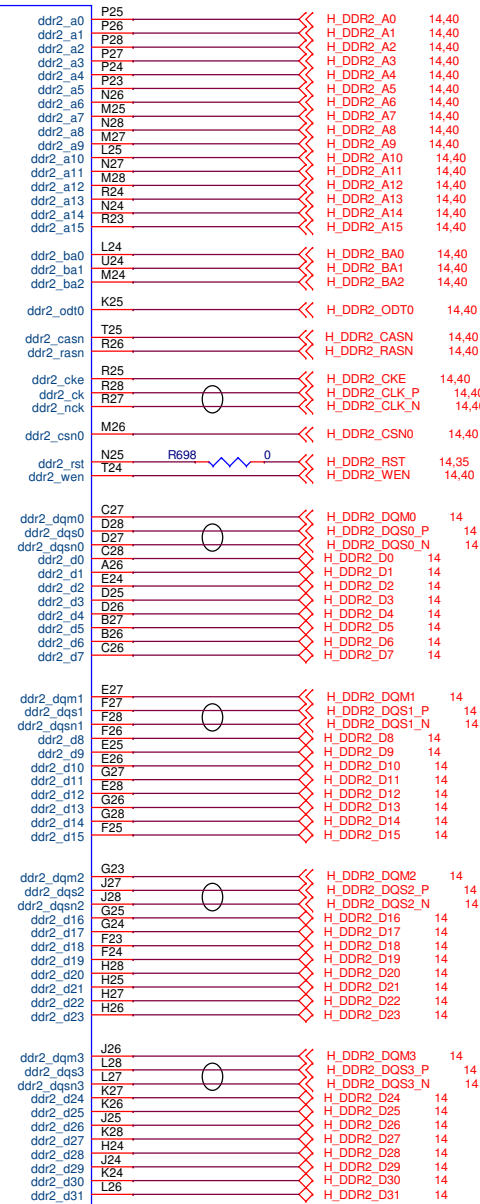 ddr2_a0 P25 H_DDR2_A0 14,40
ddr2_a1 P26 H_DDR2_A1 14,40
ddr2_a2 P28 H_DDR2_A2 14,40
ddr2_a3 P27 H_DDR2_A3 14,40
ddr2_a4 P24 H_DDR2_A4 14,40
ddr2_a5 P23 H_DDR2_A5 14,40
ddr2_a6 N26 H_DDR2_A6 14,40
ddr2_a7 M25 H_DDR2_A7 14,40
ddr2_a8 N28 H_DDR2_A8 14,40
ddr2_a9 M27 H_DDR2_A9 14,40
ddr2_a10 L25 H_DDR2_A10 14,40
ddr2_a11 N27 H_DDR2_A11 14,40
ddr2_a12 M28 H_DDR2_A12 14,40
ddr2_a13 R24 H_DDR2_A13 14,40
ddr2_a14 N24 H_DDR2_A14 14,40
ddr2_a15 R23 H_DDR2_A15 14,40
ddr2_ba0 L24 H_DDR2_BA0 14,40
ddr2_ba1 U24 H_DDR2_BA1 14,40
ddr2_ba2 M24 H_DDR2_BA2 14,40
ddr2_odt0 K25 H_DDR2_ODT0 14,40
ddr2_casn T25 H_DDR2_CASN 14,40
ddr2_rasn R26 H_DDR2_RASN 14,40
ddr2_cke R25 H_DDR2_CKE 14,40
ddr2_ck R28 H_DDR2_CLK_P 14,40
ddr2_nck R27 H_DDR2_CLK_N 14,40
ddr2_csn0 M26 H_DDR2_CSN0 14,40
ddr2_rst N25 R698 0 H_DDR2_RST 14,35
ddr2_wen T24 H_DDR2_WEN 14,40
ddr2_dqm0 C27 H_DDR2_DQM0 14
ddr2_dqs0 D28 H_DDR2_DQS0_P 14
ddr2_dqsn0 D27 H_DDR2_DQS0_N 14
ddr2_d0 C28 H_DDR2_D0 14
ddr2_d1 A26 H_DDR2_D1 14
ddr2_d2 E24 H_DDR2_D2 14
ddr2_d3 D25 H_DDR2_D3 14
ddr2_d4 D26 H_DDR2_D4 14
ddr2_d5 B27 H_DDR2_D5 14
ddr2_d6 B26 H_DDR2_D6 14
ddr2_d7 C26 H_DDR2_D7 14
ddr2_dqm1 E27 H_DDR2_DQM1 14
ddr2_dqs1 F27 H_DDR2_DQS1_P 14
ddr2_dqsn1 F28 H_DDR2_DQS1_N 14
ddr2_d8 F26 H_DDR2_D8 14
ddr2_d9 E25 H_DDR2_D9 14
ddr2_d10 E26 H_DDR2_D10 14
ddr2_d11 G27 H_DDR2_D11 14
ddr2_d12 E28 H_DDR2_D12 14
ddr2_d13 G26 H_DDR2_D13 14
ddr2_d14 G28 H_DDR2_D14 14
ddr2_d15 F25 H_DDR2_D15 14
ddr2_dqm2 G23 H_DDR2_DQM2 14
ddr2_dqs2 J27 H_DDR2_DQS2_P 14
ddr2_dqsn2 J28 H_DDR2_DQS2_N 14
ddr2_d16 G25 H_DDR2_D16 14
ddr2_d17 G24 H_DDR2_D17 14
ddr2_d18 F23 H_DDR2_D18 14
ddr2_d19 F24 H_DDR2_D19 14
ddr2_d20 H28 H_DDR2_D20 14
ddr2_d21 H25 H_DDR2_D21 14
ddr2_d22 H27 H_DDR2_D22 14
ddr2_d23 H26 H_DDR2_D23 14
ddr2_dqm3 J26 H_DDR2_DQM3 14
ddr2_dqs3 L28 H_DDR2_DQS3_P 14
ddr2_dqsn3 L27 H_DDR2_DQS3_N 14
ddr2_d24 K27 H_DDR2_D24 14
ddr2_d25 K26 H_DDR2_D25 14
ddr2_d26 J25 H_DDR2_D26 14
ddr2_d27 K28 H_DDR2_D27 14
ddr2_d28 H24 H_DDR2_D28 14
ddr2_d29 J24 H_DDR2_D29 14
ddr2_d30 K24 H_DDR2_D30 14
ddr2_d31 L26 H_DDR2_D31 14